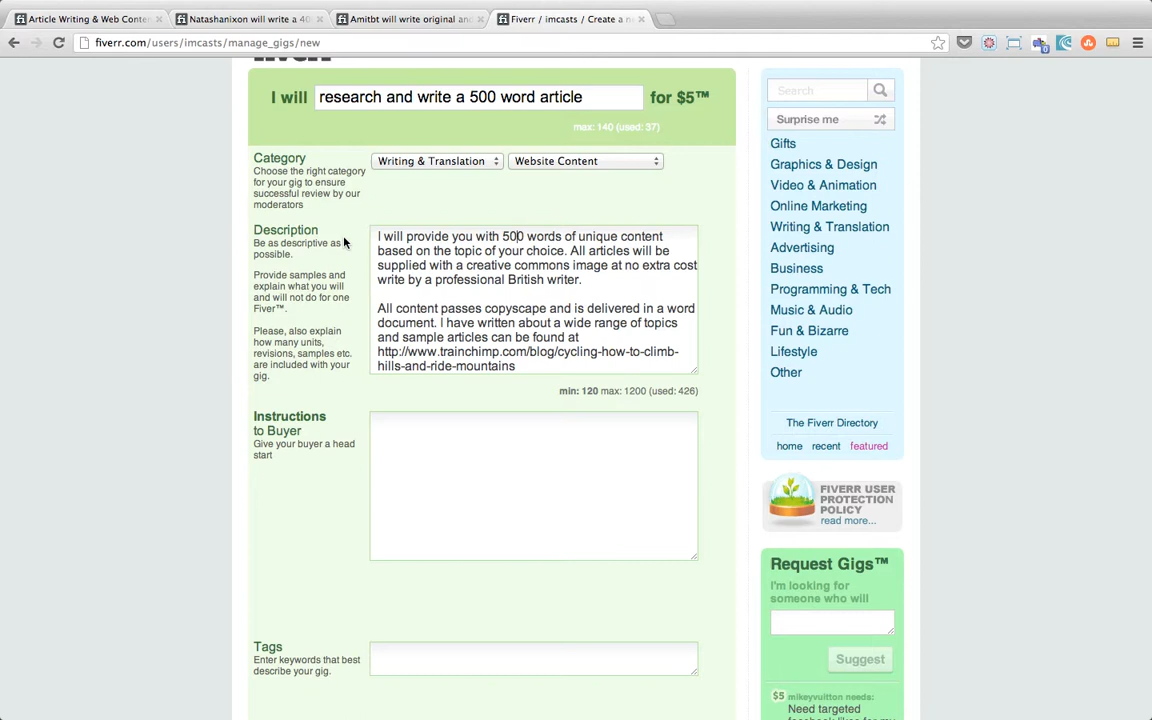 Article Writing & Web Conte
Natashanixon will write a 40
Amitbt will write original an
Fiverr / imcasts / Create a n
fiverr.com/users/imcasts/manage_gigs/new
I will research and write a 500 word article for $5™
max: 140 (used: 37)
Category
Choose the right category
for your gig to ensure
successful review by our
moderators
Writing & Translation
Website Content
Description
Be as descriptive as
possible.
Provide samples and
explain what you will
and will not do for one
Fiver™.
Please, also explain
how many units,
revisions, samples etc.
are included with your
gig.
I will provide you with 500 words of unique content
based on the topic of your choice. All articles will be
supplied with a creative commons image at no extra cost
write by a professional British writer.
All content passes copyscape and is delivered in a word
document. I have written about a wide range of topics
and sample articles can be found at
http://www.trainchimp.com/blog/cycling-how-to-climb-
hills-and-ride-mountains
min: 120 max: 1200 (used: 426)
Instructions
to Buyer
Give your buyer a head
start
Tags
Enter keywords that best
describe your gig.
Search
Surprise me
Gifts
Graphics & Design
Video & Animation
Online Marketing
Writing & Translation
Advertising
Business
Programming & Tech
Music & Audio
Fun & Bizarre
Lifestyle
Other
The Fiverr Directory
home recent featured
FIVERR USER
PROTECTION
POLICY
read more...
Request Gigs™
I'm looking for
someone who will
Suggest
$5 mikeyvuitton needs:
Need targeted